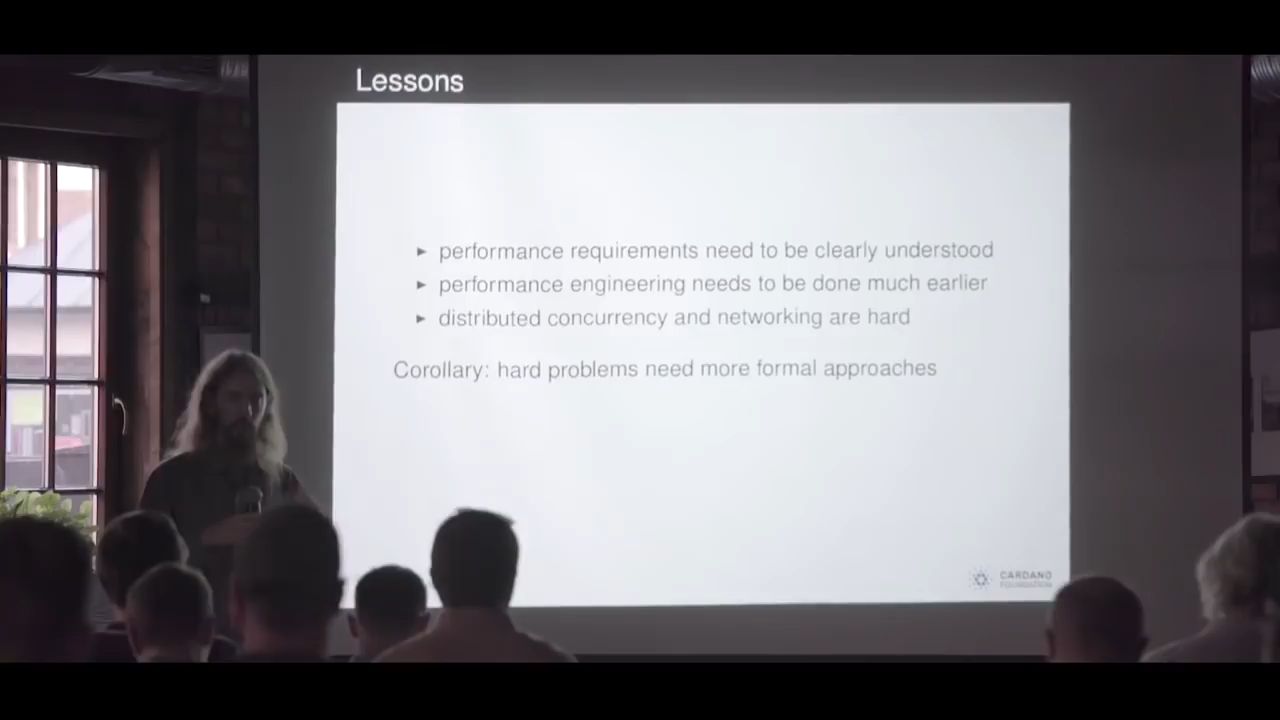 Lessons
► performance requirements need to be clearly understood
► performance engineering needs to be done much earlier
► distributed concurrency and networking are hard
Corollary: hard problems need more formal approaches
CARDANO
FOUNDATION